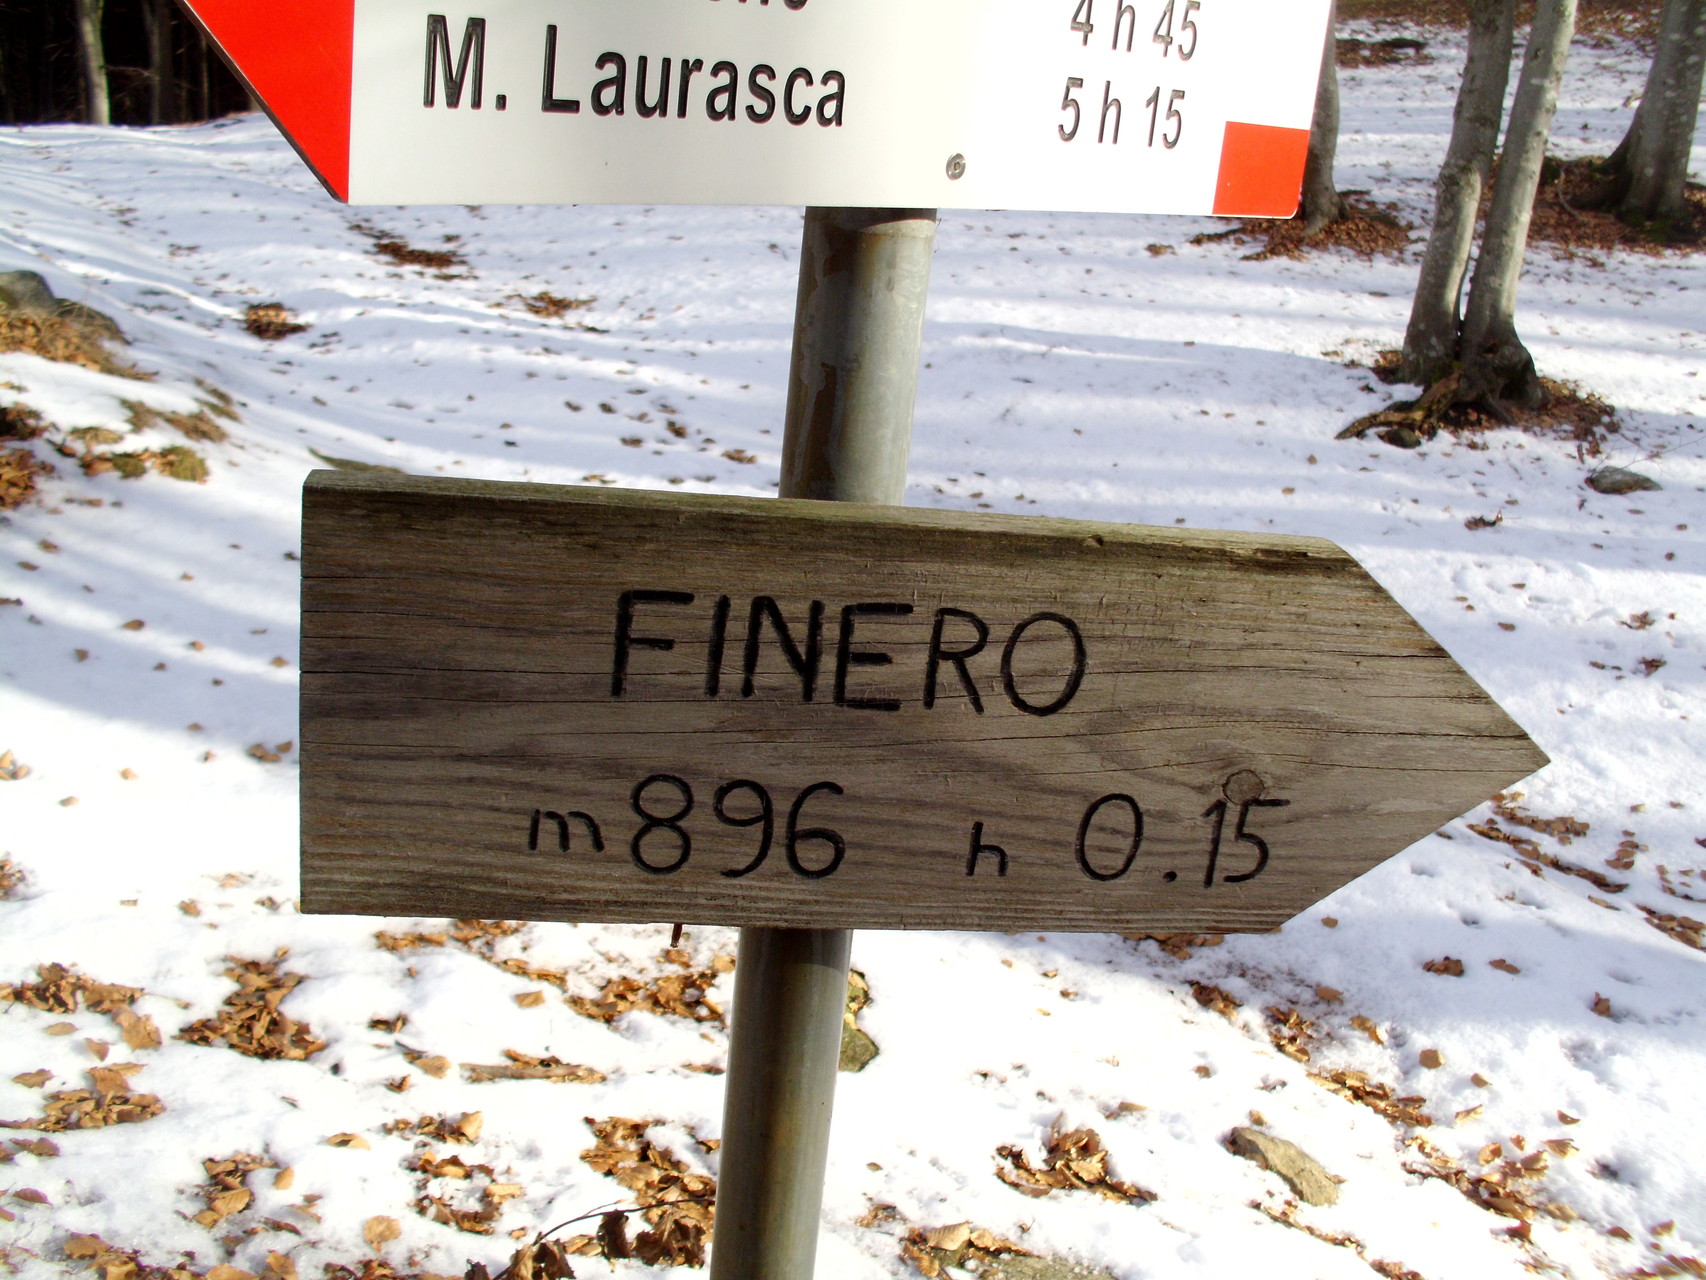 4 h 45
M. Laurasca 5 h 15
FINERO
m 896 h 0.15